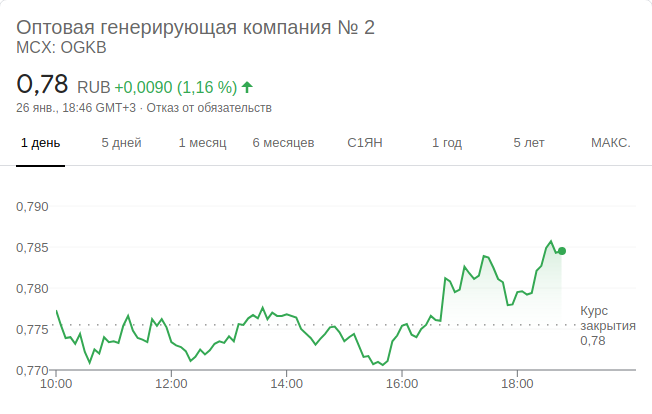 Оптовая генерирующая компания № 2
MCX: OGKB
0,78 RUB +0,0090 (1,16 %)
26 янв., 18:46 GMT+3 · Отказ от обязательств
1 день 5 дней 1 месяц 6 месяцев С1ЯН 1 год 5 лет МАКС.
0,790
0,785
0,780
0,775
0,770
Курс
закрытия
0,78
10:00 12:00 14:00 16:00 18:00